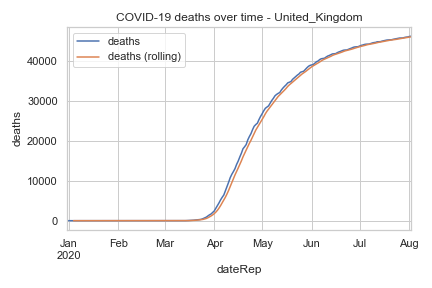 COVID-19 deaths over time - United_Kingdom
deaths
deaths (rolling)
deaths
40000
30000
20000
10000
0
Jan Feb Mar Apr May Jun Jul Aug
2020
dateRep